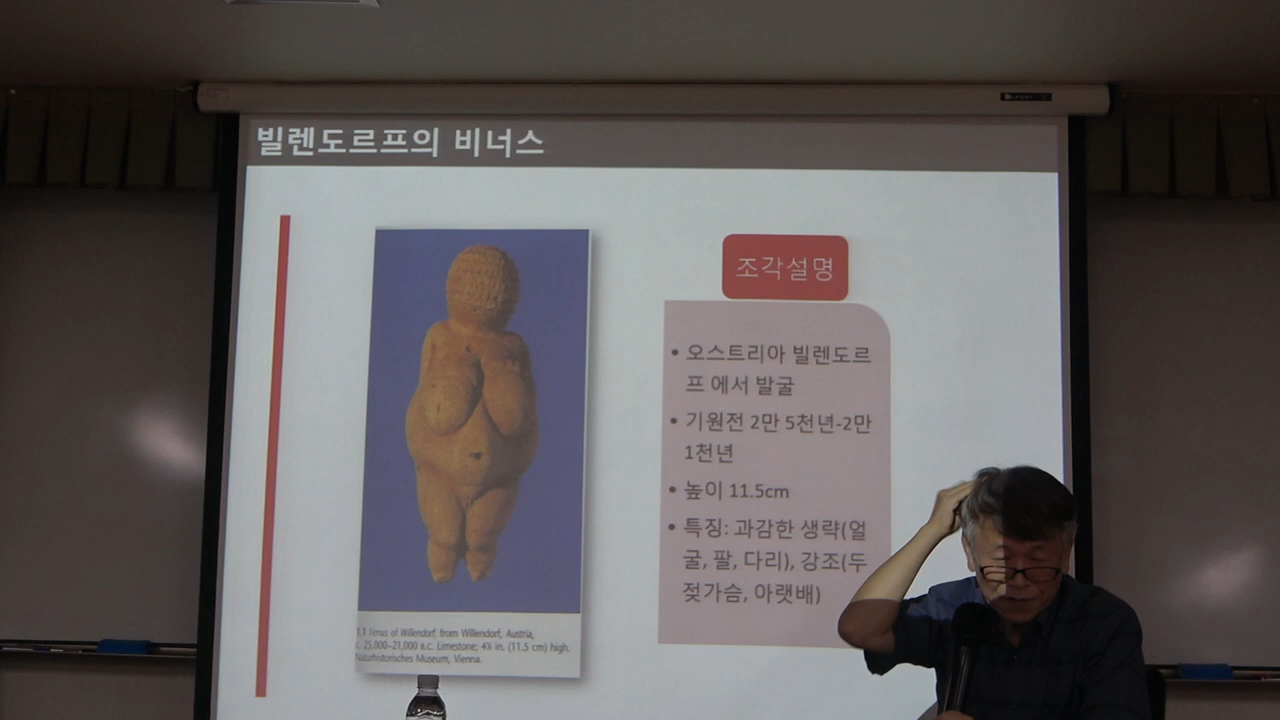 빌렌도르프의 비너스
조각설명
• 오스트리아 빌렌도르
프 에서 발굴
• 기원전 2만 5천년-2만
1천년
• 높이 11.5cm
• 특징: 과감한 생략(얼
굴, 팔, 다리), 강조(두
젖가슴, 아랫배)
1.1 Venus of Willendorf, from Willendorf, Austria,
c. 25,000–21,000 B.C. Limestone; 4⅜ in. (11.5 cm) high.
Naturhistorisches Museum, Vienna.